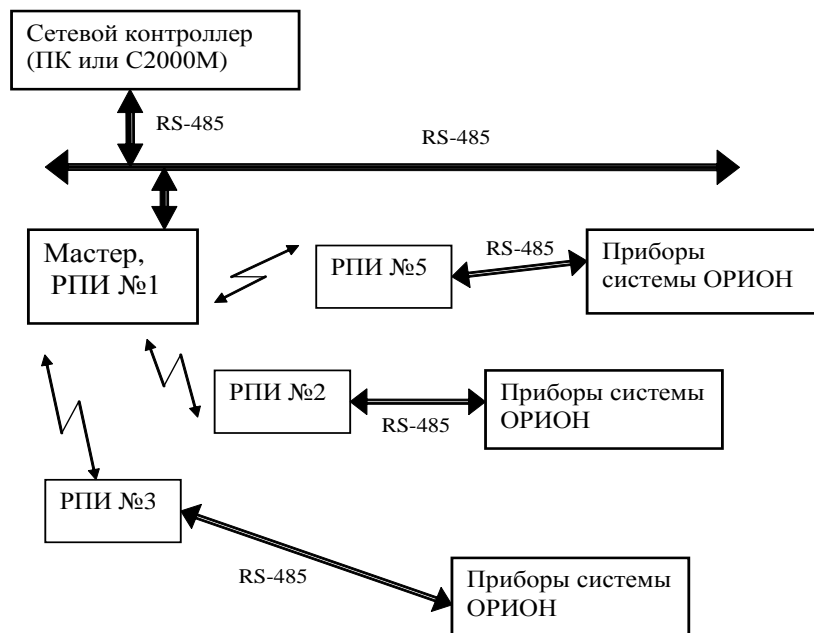 Сетевой контроллер
(ПК или С2000М)
RS-485
RS-485
Мастер,
РПИ №1
РПИ №5
RS-485
Приборы
системы ОРИОН
РПИ №2
RS-485
Приборы системы
ОРИОН
РПИ №3
RS-485
Приборы системы
ОРИОН